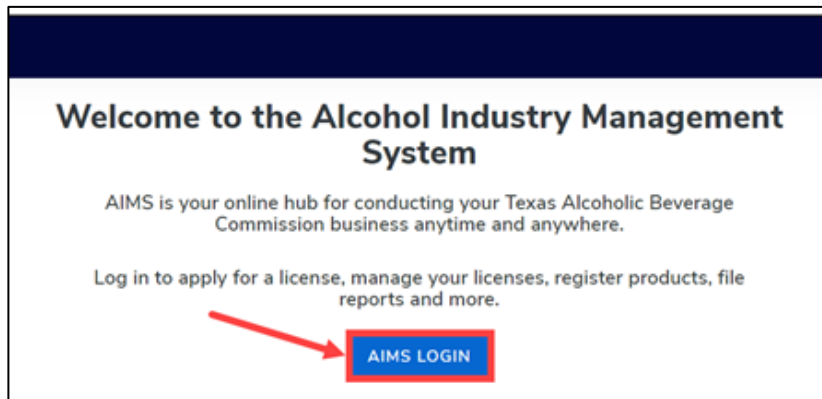 Welcome to the Alcohol Industry Management
System
AIMS is your online hub for conducting your Texas Alcoholic Beverage
Commission business anytime and anywhere.
Log in to apply for a license, manage your licenses, register products, file
reports and more.
AIMS LOGIN